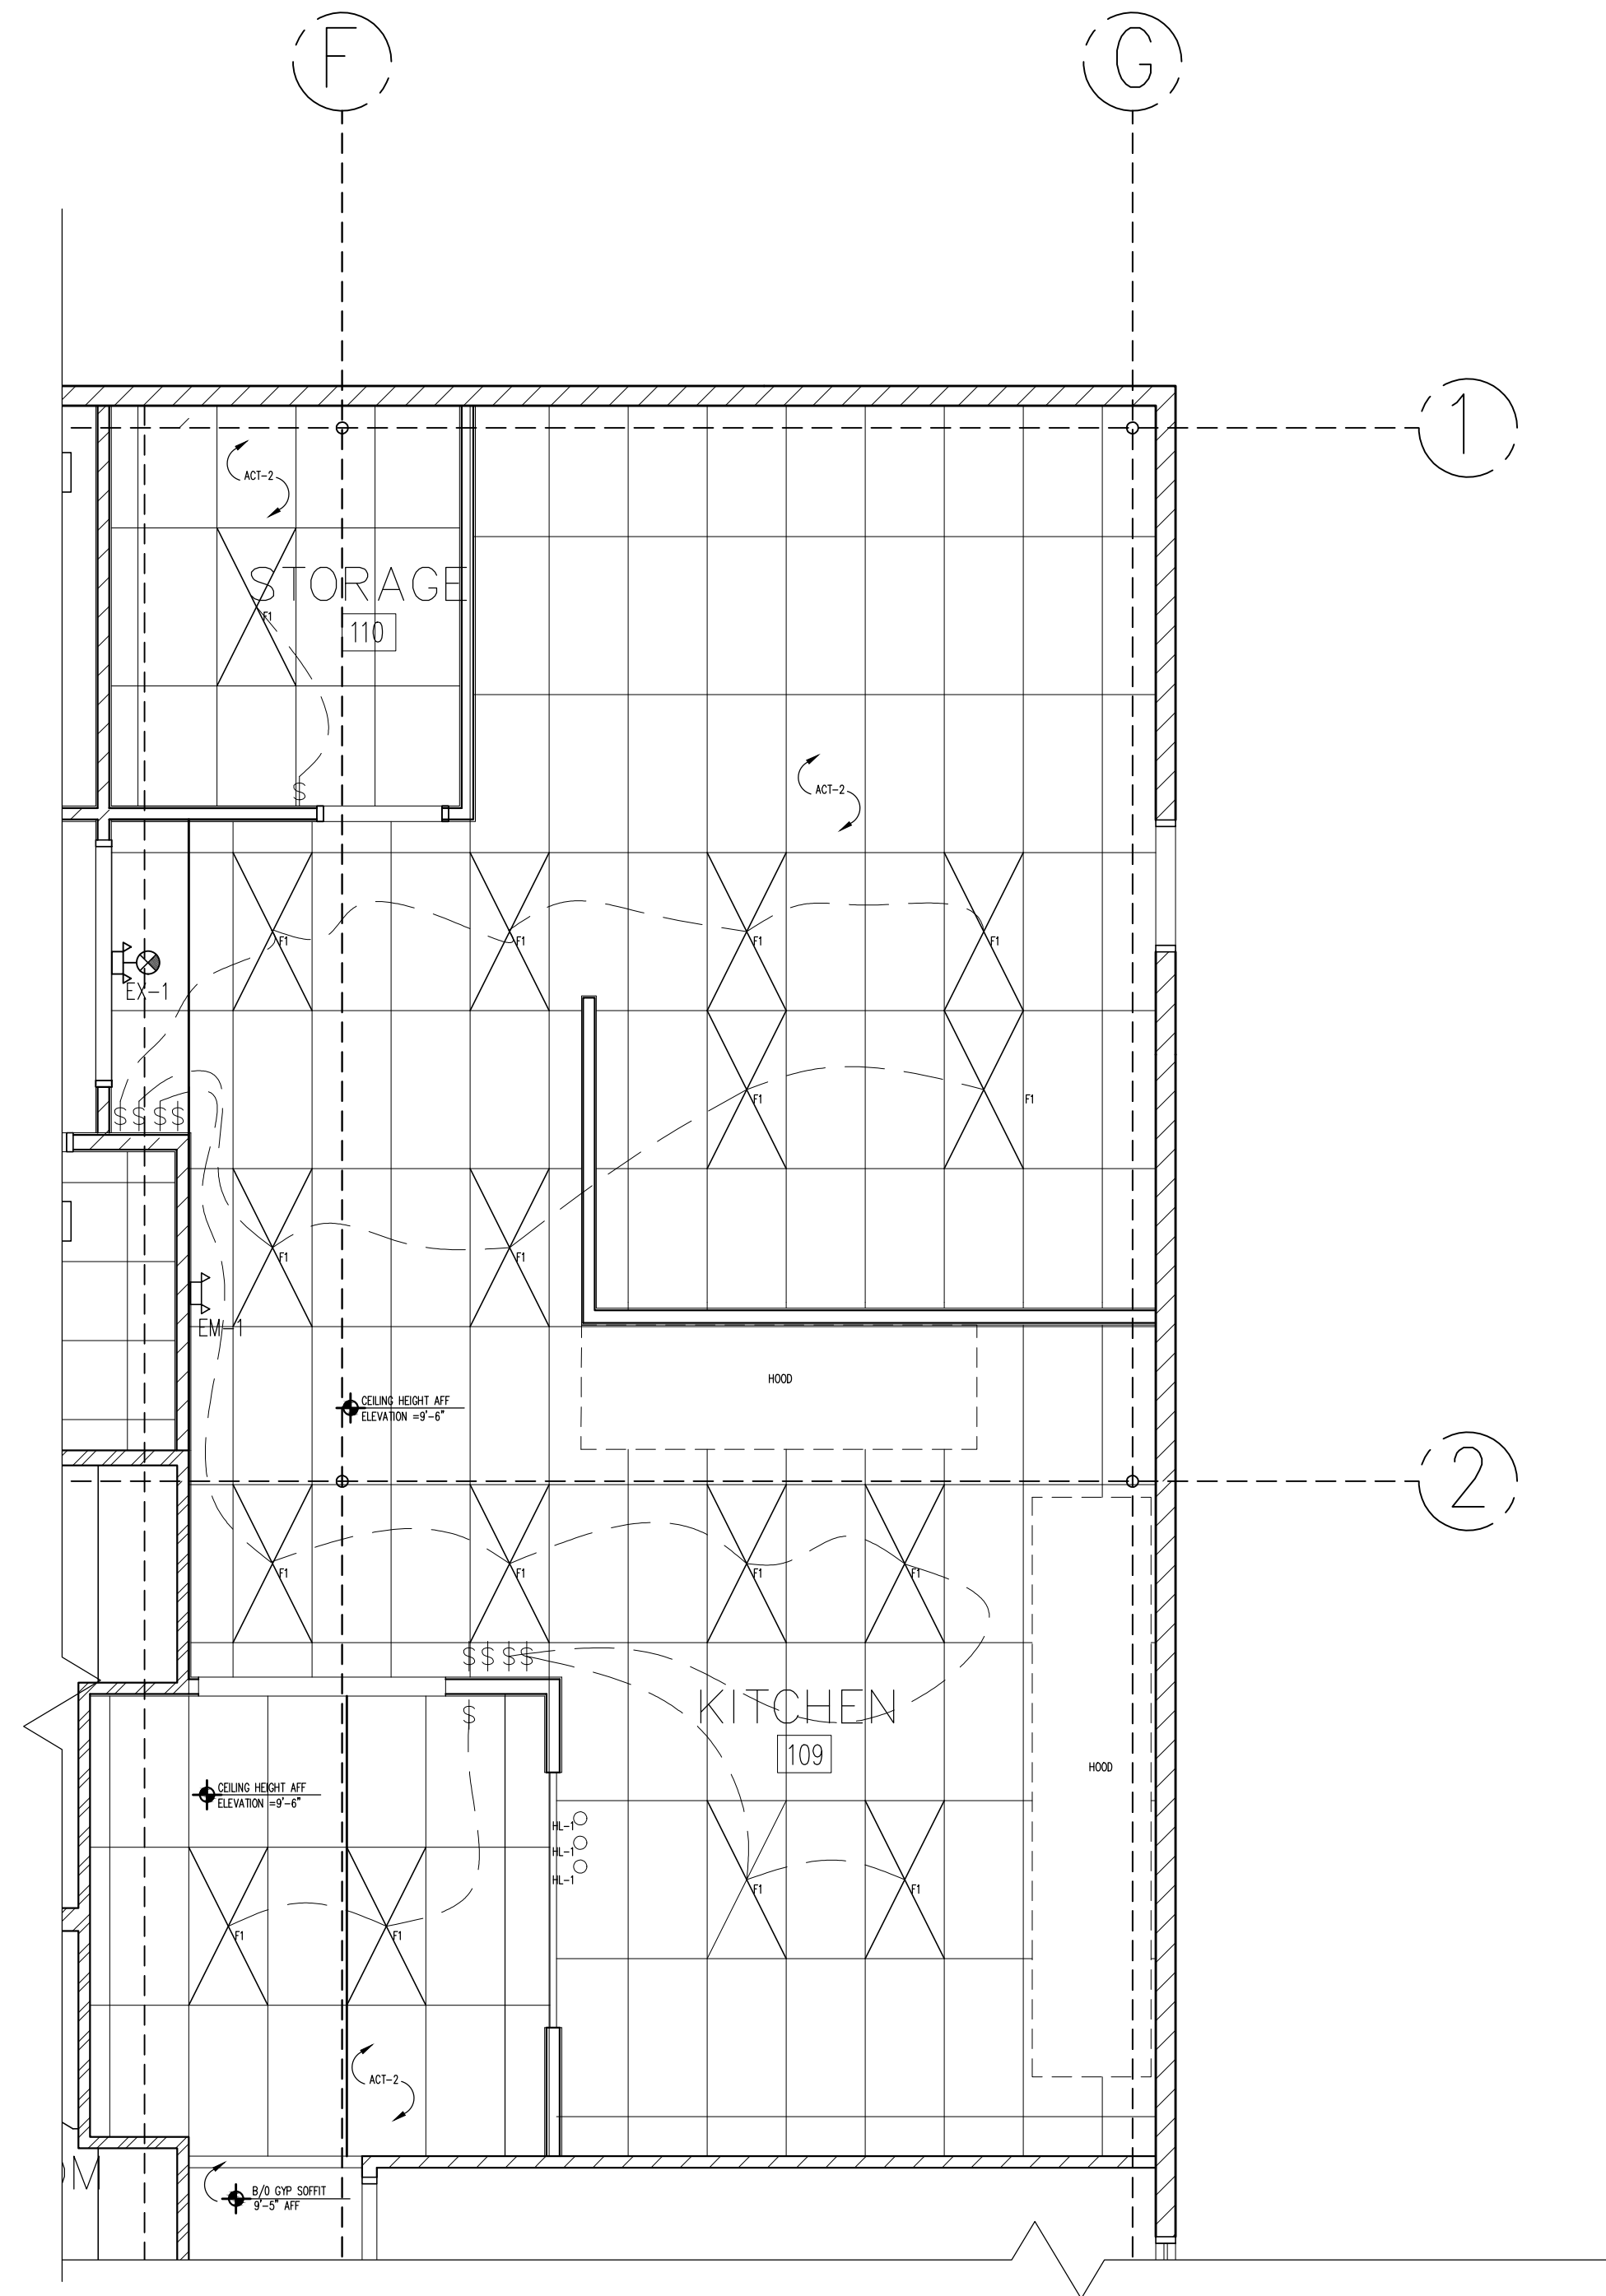 F
G
1
ACT-2
STORAGE
F1
110
$
ACT-2
F1
F1
F1
F1
EX-1
$ $ $ $
F1
F1
F1
F1
EM-1
HOOD
CEILING HEIGHT AFF
ELEVATION =9'-6"
2
F1
F1
F1
F1
$ $ $ $
KITCHEN
$
109
HOOD
CEILING HEIGHT AFF
ELEVATION =9'-6"
HL-1
HL-1
HL-1
F1
F1
F1
F1
ACT-2
OM
B/O GYP SOFFIT
9'-5" AFF